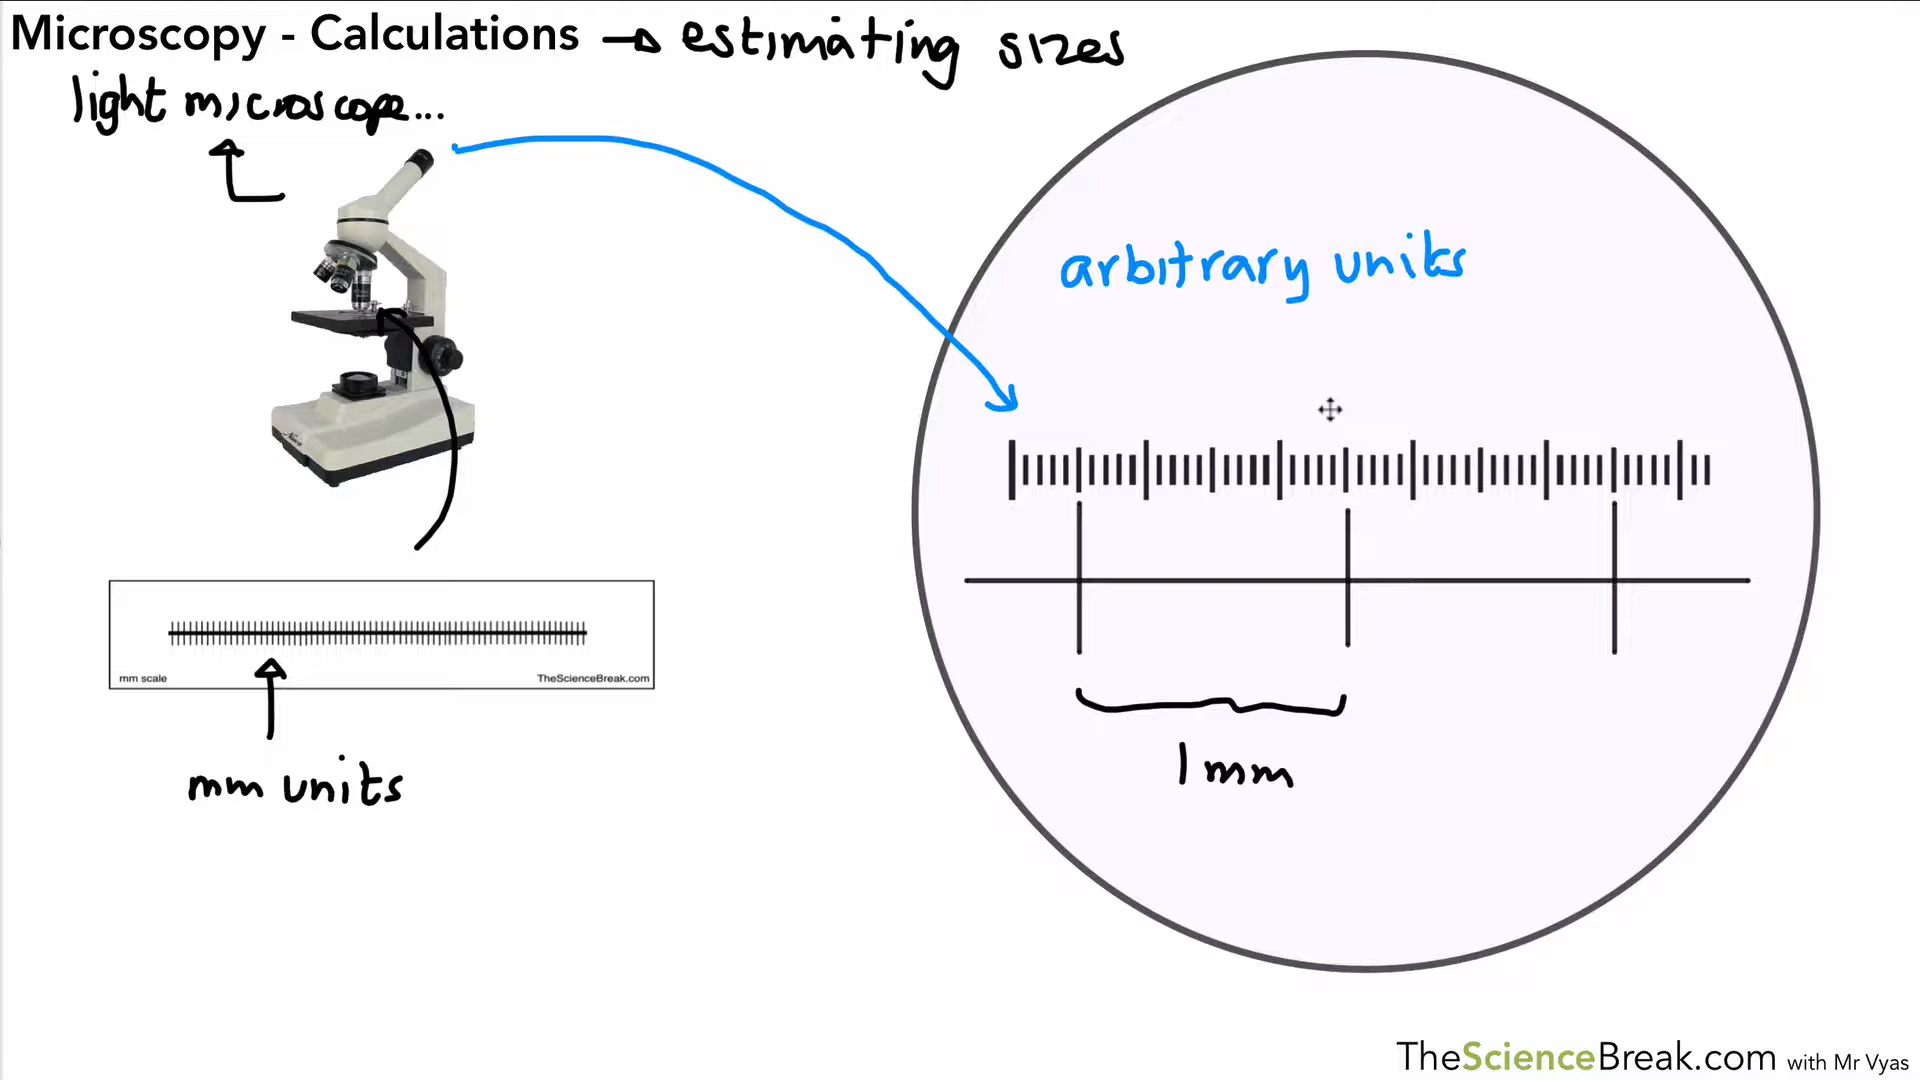 Microscopy - Calculations → estimating sizes
light microscope...
arbitrary units
mm scale
TheScienceBreak.com
mm units
1 mm
TheScienceBreak.com with Mr Vyas